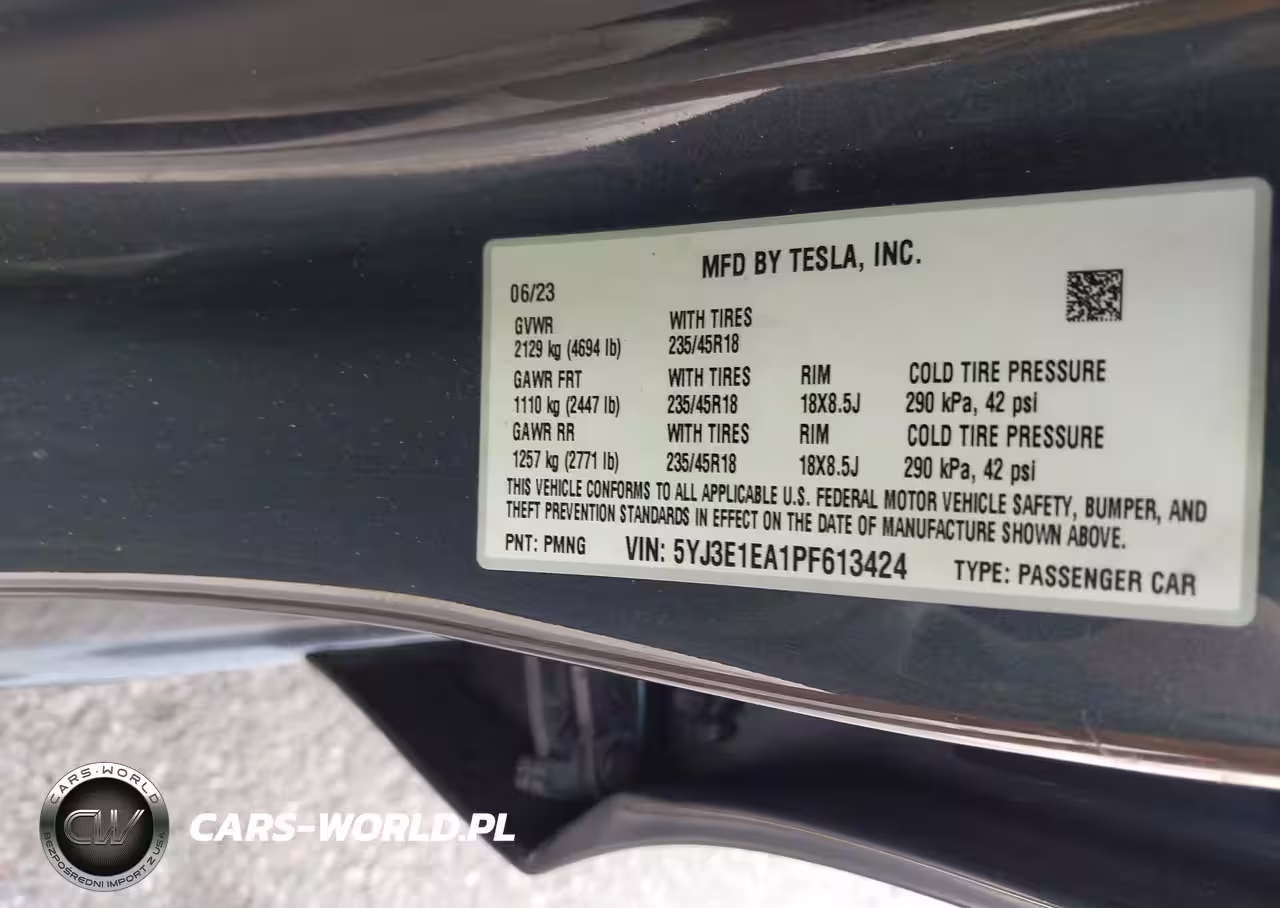 MFD BY TESLA, INC.
06/23
GVWR WITH TIRES
2129 kg (4694 lb) 235/45R18
GAWR FRT WITH TIRES RIM COLD TIRE PRESSURE
1110 kg (2447 lb) 235/45R18 18X8.5J 290 kPa, 42 psi
GAWR RR WITH TIRES RIM COLD TIRE PRESSURE
1257 kg (2771 lb) 235/45R18 18X8.5J 290 kPa, 42 psi
THIS VEHICLE CONFORMS TO ALL APPLICABLE U.S. FEDERAL MOTOR VEHICLE SAFETY, BUMPER, AND
THEFT PREVENTION STANDARDS IN EFFECT ON THE DATE OF MANUFACTURE SHOWN ABOVE.
PNT: PMNG VIN: 5YJ3E1EA1PF613424 TYPE: PASSENGER CAR
CARS-WORLD
CW
BEZPOŚREDNI IMPORT Z USA
CARS-WORLD.PL